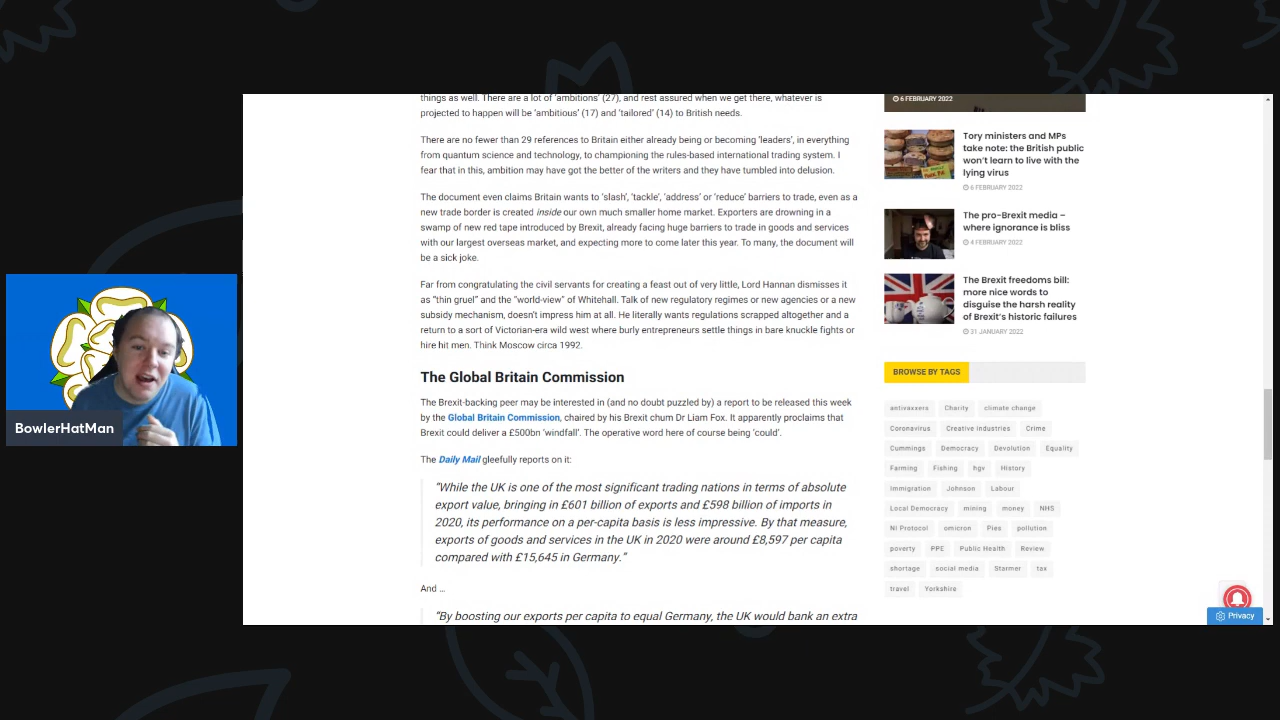 things as well. There are a lot of 'ambitions' (27), and rest assured when we get there, whatever is
projected to happen will be 'ambitious' (17) and 'tailored' (14) to British needs.
There are no fewer than 29 references to Britain either already being or becoming 'leaders', in everything
from quantum science and technology, to championing the rules-based international trading system. I
fear that in this, ambition may have got the better of the writers and they have tumbled into delusion.
The document even claims Britain wants to 'slash', 'tackle', 'address' or 'reduce' barriers to trade, even as a
new trade border is created inside our own much smaller home market. Exporters are drowning in a
swamp of new red tape introduced by Brexit, already facing huge barriers to trade in goods and services
with our largest overseas market, and expecting more to come later this year. To many, the document will
be a sick joke.
Far from congratulating the civil servants for creating a feast out of very little, Lord Hannan dismisses it
as "thin gruel" and the "world-view" of Whitehall. Talk of new regulatory regimes or new agencies or a new
subsidy mechanism, doesn't impress him at all. He literally wants regulations scrapped altogether and a
return to a sort of Victorian-era wild west where burly entrepreneurs settle things in bare knuckle fights or
hire hit men. Think Moscow circa 1992.
The Global Britain Commission
The Brexit-backing peer may be interested in (and no doubt puzzled by) a report to be released this week
by the Global Britain Commission, chaired by his Brexit chum Dr Liam Fox. It apparently proclaims that
Brexit could deliver a £500bn 'windfall'. The operative word here of course being 'could'.
The Daily Mail gleefully reports on it:
"While the UK is one of the most significant trading nations in terms of absolute
export value, bringing in £601 billion of exports and £598 billion of imports in
2020, its performance on a per-capita basis is less impressive. By that measure,
exports of goods and services in the UK in 2020 were around £8,597 per capita
compared with £15,645 in Germany."
And ...
"By boosting our exports per capita to equal Germany, the UK would bank an extra
6 FEBRUARY 2022
Tory ministers and MPs
take note: the British public
won't learn to live with the
lying virus
6 FEBRUARY 2022
The pro-Brexit media –
where ignorance is bliss
4 FEBRUARY 2022
The Brexit freedoms bill:
more nice words to
disguise the harsh reality
of Brexit's historic failures
31 JANUARY 2022
BROWSE BY TAGS
antivaxxers Charity climate change
Coronavirus Creative industries Crime
Cummings Democracy Devolution Equality
Farming Fishing hgv History
Immigration Johnson Labour
Local Democracy mining money NHS
NI Protocol omicron Pies pollution
poverty PPE Public Health Review
shortage social media Starmer tax
travel Yorkshire
Privacy
BowlerHatMan